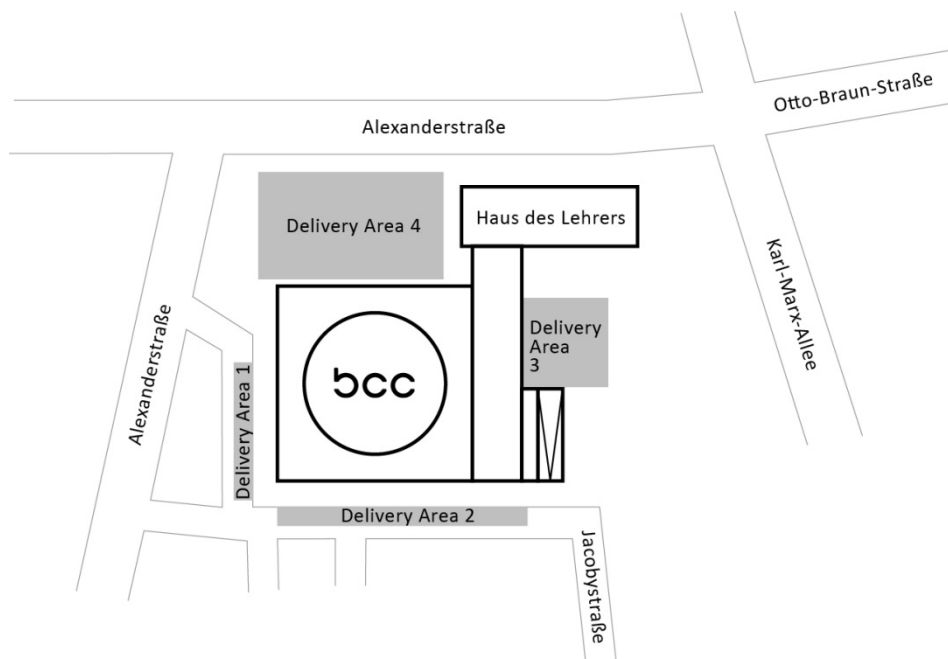 Otto-Braun-Straße
Alexanderstraße
Haus des Lehrers
Delivery Area 4
Karl-Marx-Allee
Alexanderstraße
Delivery
Area
3
bcc
Delivery Area 1
Delivery Area 2
Jacobystraße